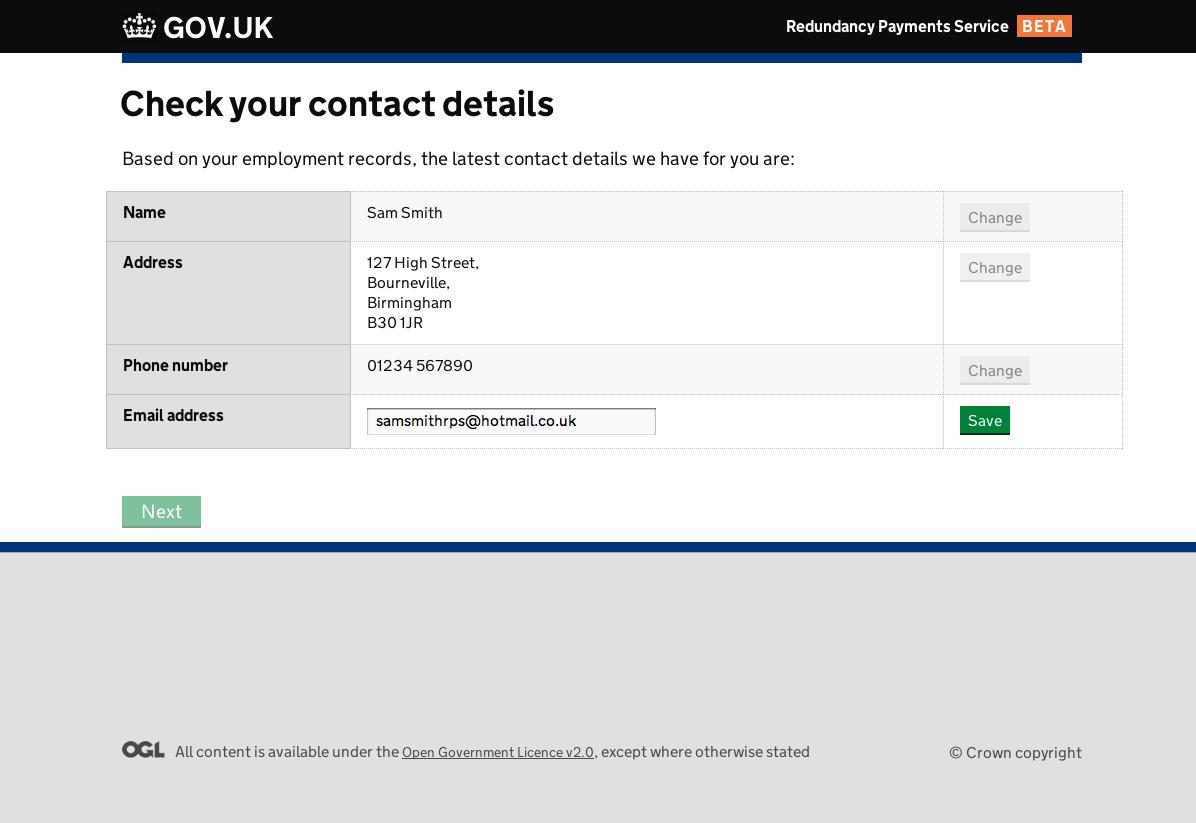 GOV.UK
Redundancy Payments Service BETA
Check your contact details
Based on your employment records, the latest contact details we have for you are:
Name Sam Smith Change
Address 127 High Street, Change
Bourneville,
Birmingham
B30 1JR
Phone number 01234 567890 Change
Email address samsmithrps@hotmail.co.uk Save
Next
OGL All content is available under the Open Government Licence v2.0, except where otherwise stated © Crown copyright